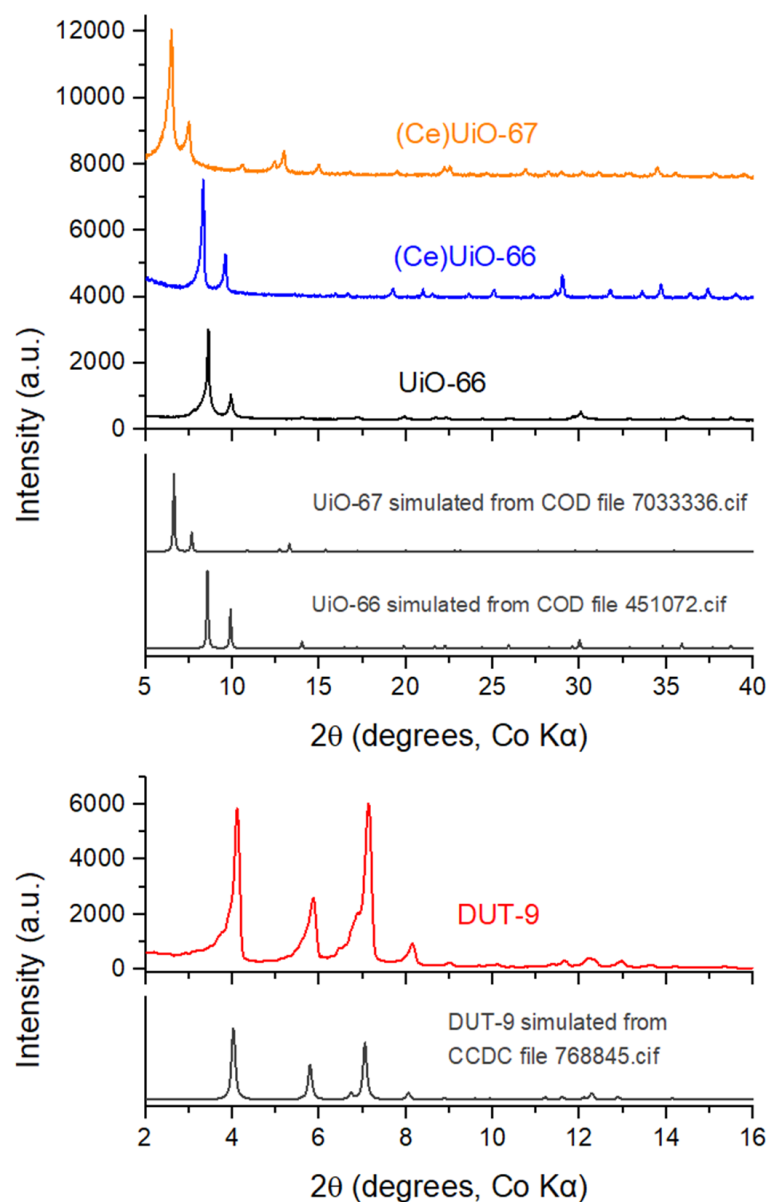 12000
10000
8000
6000
4000
2000
0
Intensity (a.u.)
(Ce)UiO-67
(Ce)UiO-66
UiO-66
UiO-67 simulated from COD file 7033336.cif
UiO-66 simulated from COD file 451072.cif
5 10 15 20 25 30 35 40
2θ (degrees, Co Kα)
6000
4000
2000
0
Intensity (a.u.)
DUT-9
DUT-9 simulated from
CCDC file 768845.cif
2 4 6 8 10 12 14 16
2θ (degrees, Co Kα)